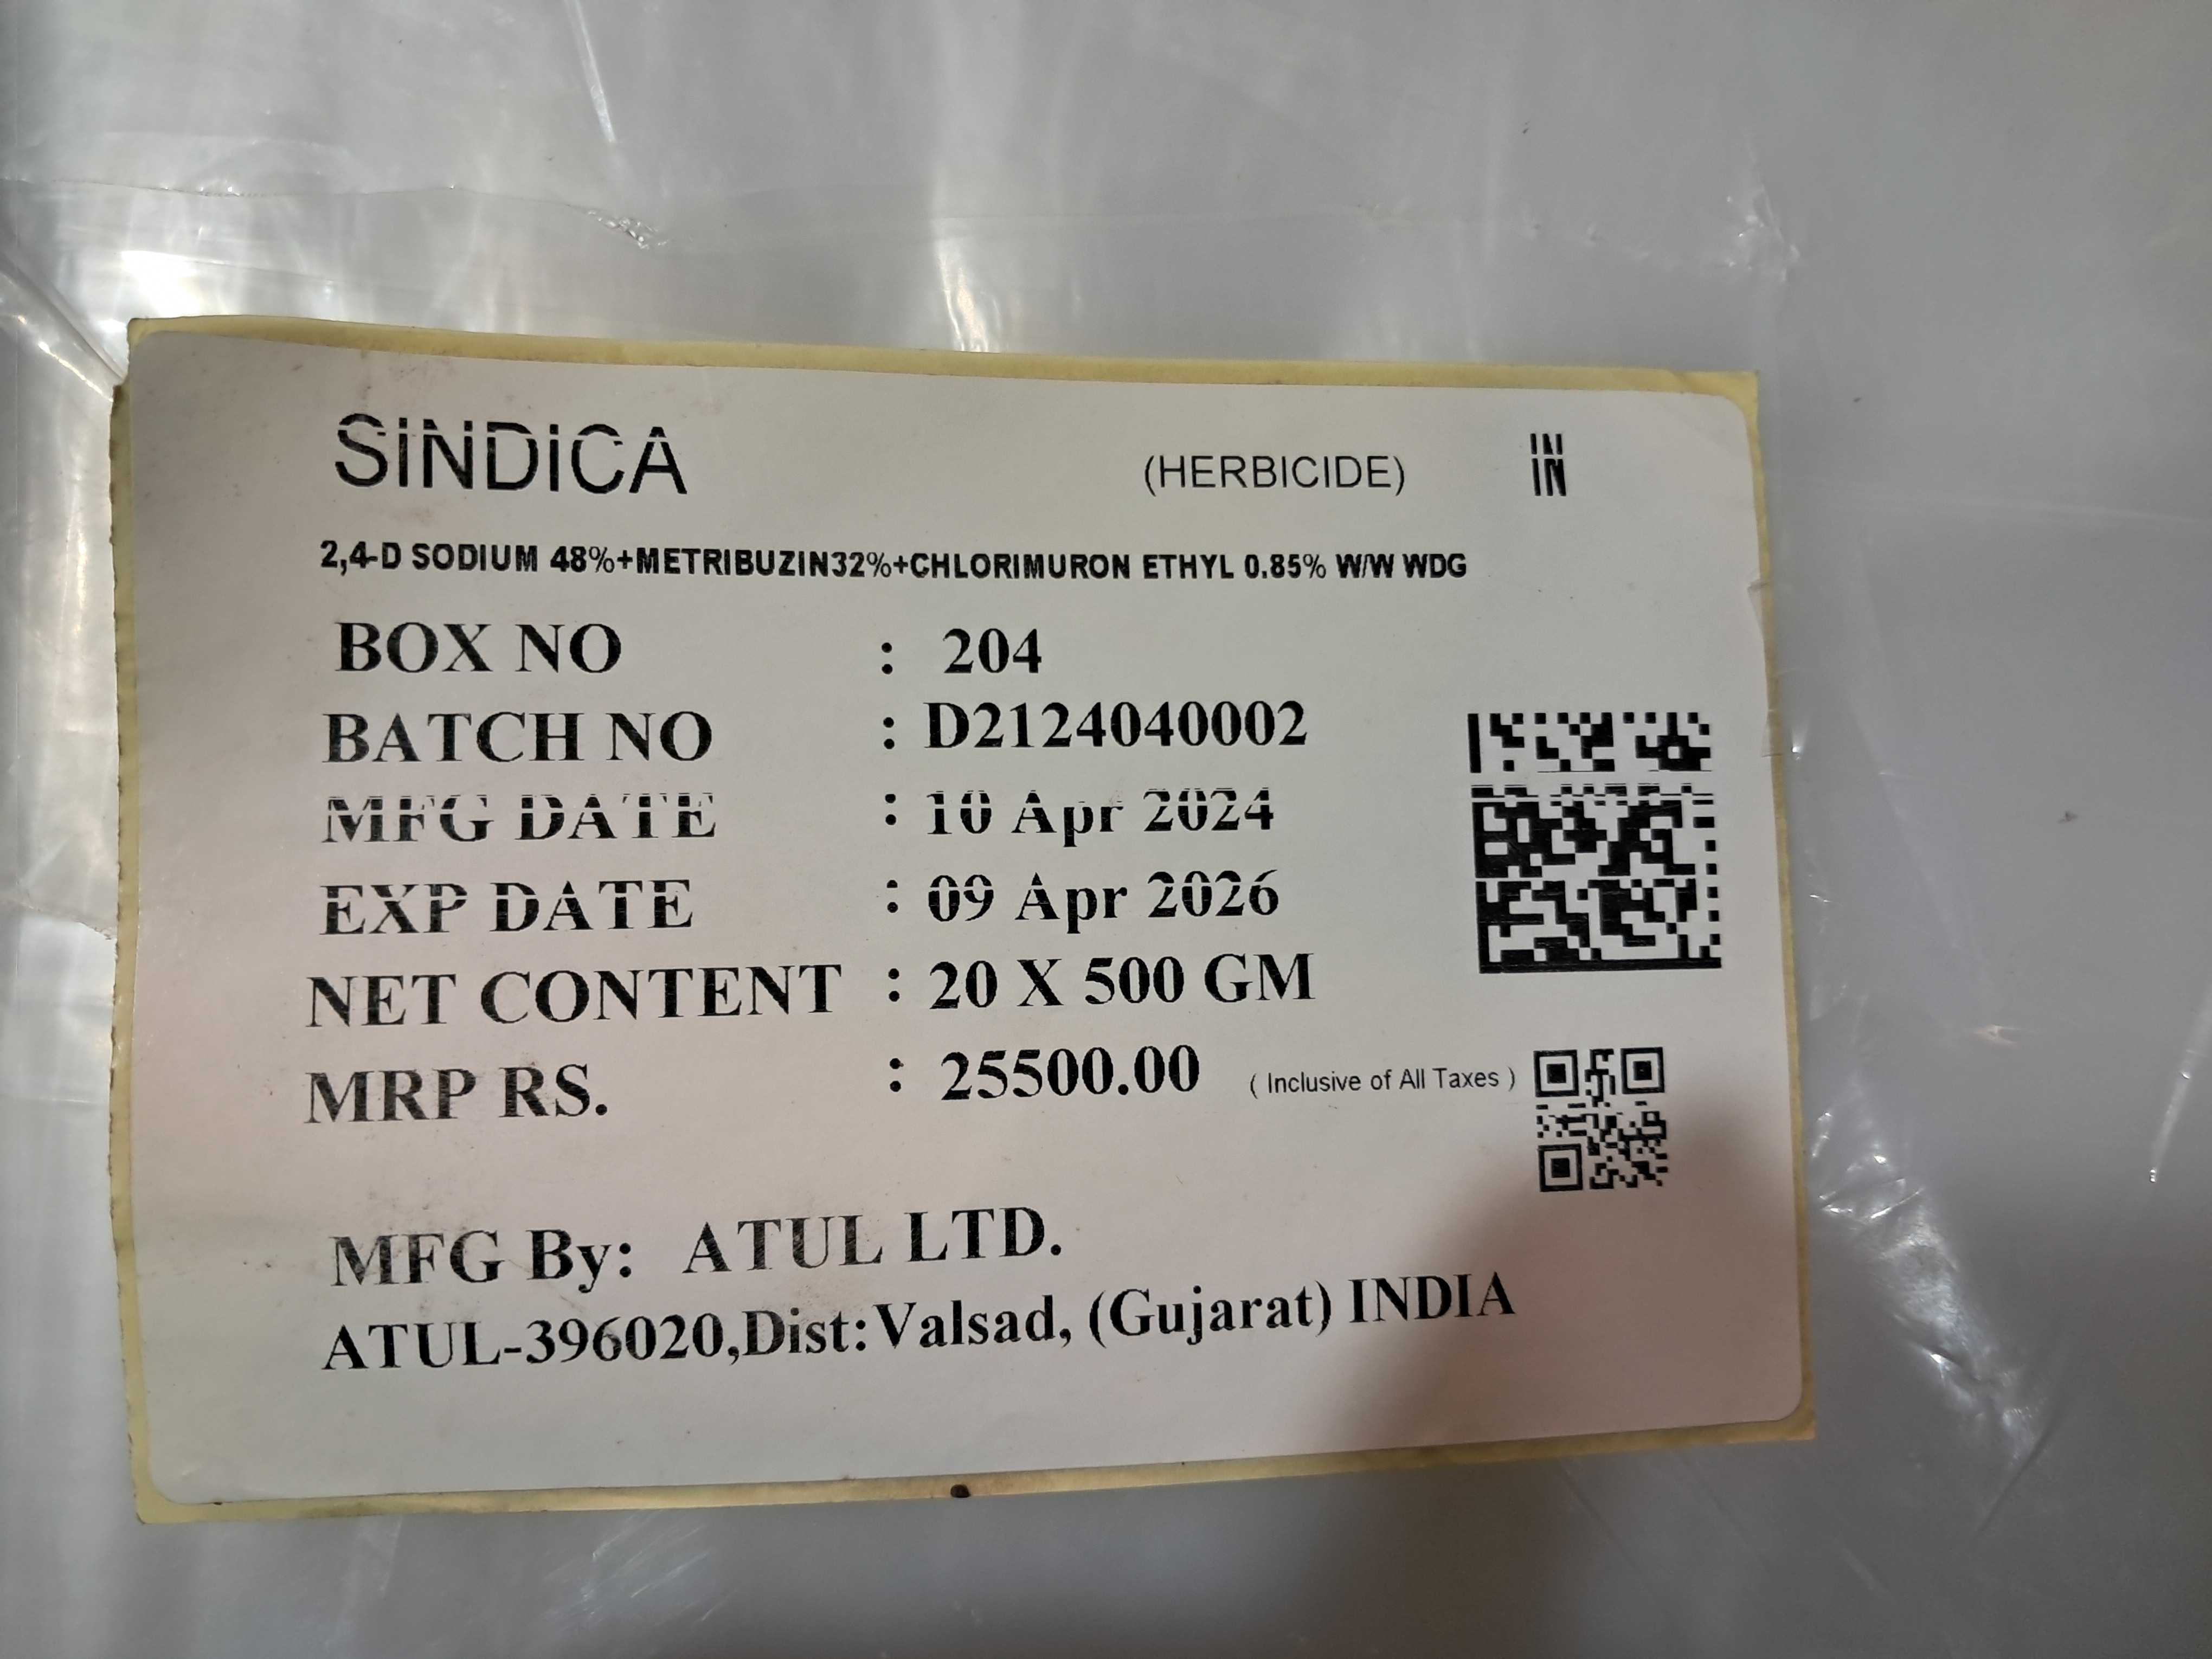 SiNDiCA (HERBICIDE) IN
2,4-D SODIUM 48%+METRIBUZIN32%+CHLORIMURON ETHYL 0.85% W/W WDG
BOX NO : 204
BATCH NO : D2124040002
MFG DATE : 10 Apr 2024
EXP DATE : 09 Apr 2026
NET CONTENT : 20 X 500 GM
MRP RS. : 25500.00 ( Inclusive of All Taxes )
MFG By: ATUL LTD.
ATUL-396020,Dist:Valsad, (Gujarat) INDIA